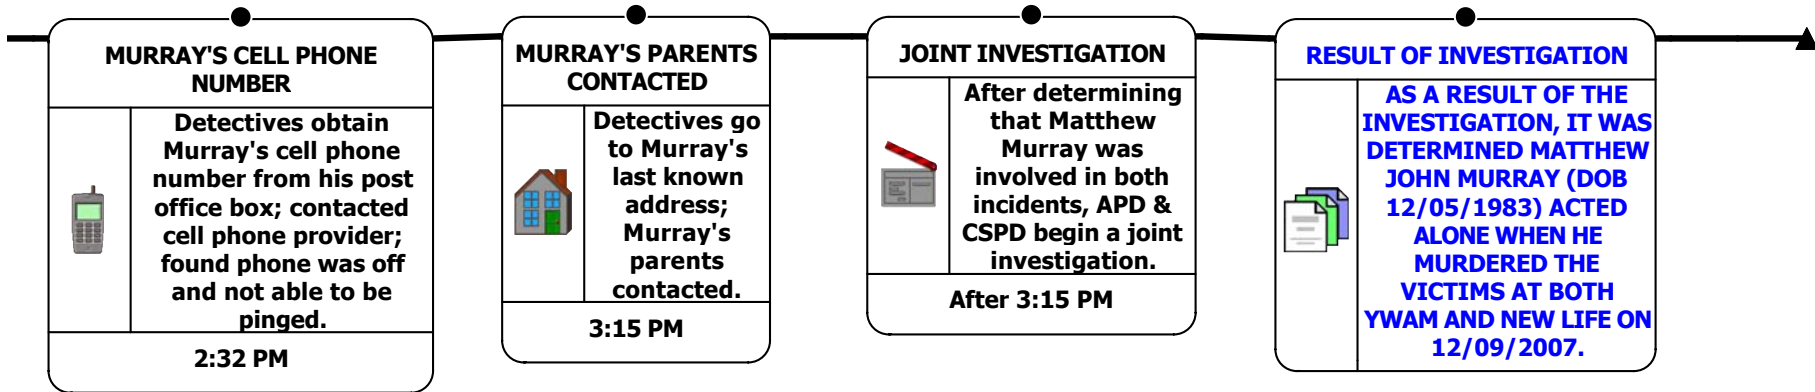 MURRAY'S CELL PHONE
NUMBER
Detectives obtain
Murray's cell phone
number from his post
office box; contacted
cell phone provider;
found phone was off
and not able to be
pinged.
2:32 PM
MURRAY'S PARENTS
CONTACTED
Detectives go
to Murray's
last known
address;
Murray's
parents
contacted.
3:15 PM
JOINT INVESTIGATION
After determining
that Matthew
Murray was
involved in both
incidents, APD &
CSPD begin a joint
investigation.
After 3:15 PM
RESULT OF INVESTIGATION
AS A RESULT OF THE
INVESTIGATION, IT WAS
DETERMINED MATTHEW
JOHN MURRAY (DOB
12/05/1983) ACTED
ALONE WHEN HE
MURDERED THE
VICTIMS AT BOTH
YWAM AND NEW LIFE ON
12/09/2007.